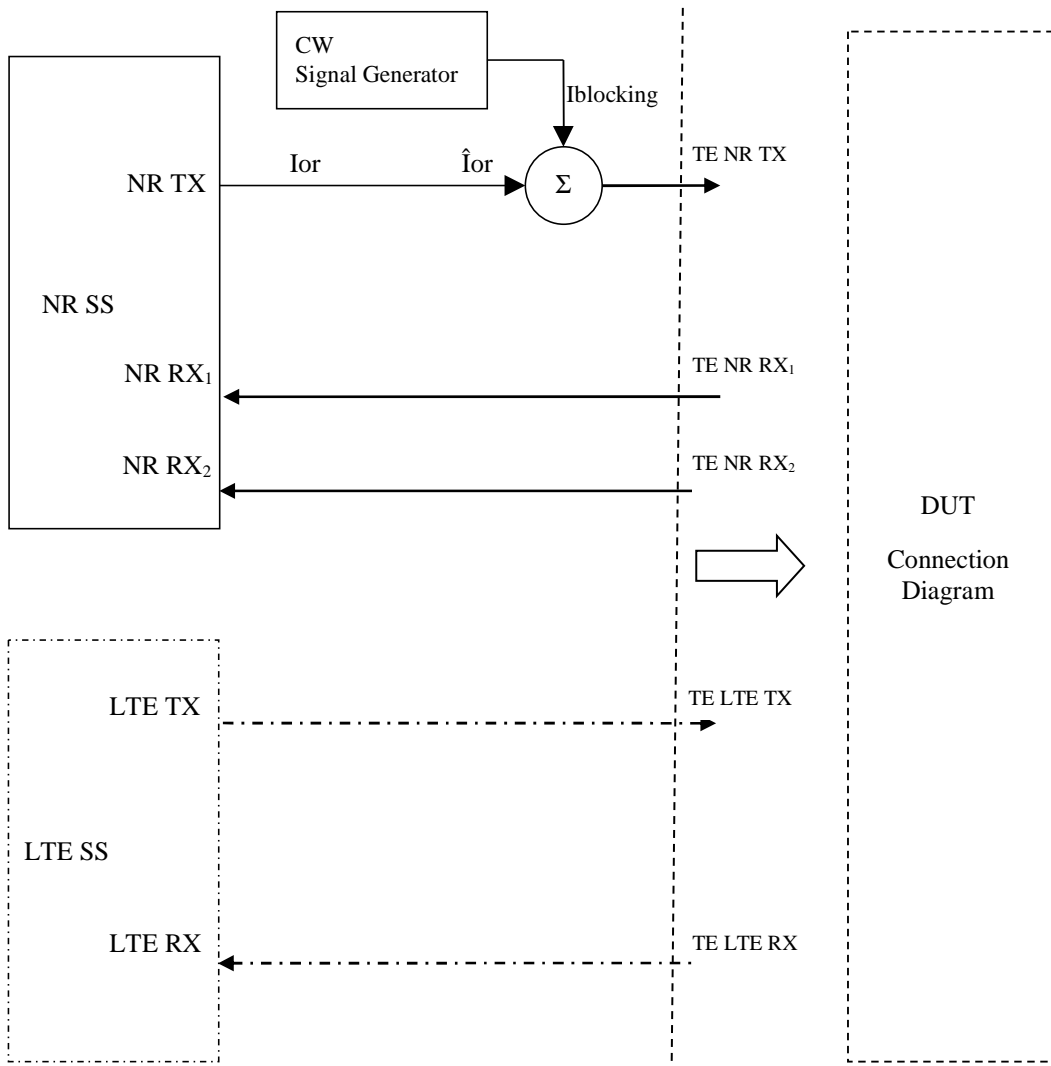 CW
Signal Generator
Iblocking
TE NR TX
Ior
Îor
NR TX
Σ
NR SS
TE NR RX₁
NR RX₁
TE NR RX₂
NR RX₂
DUT
Connection
Diagram
TE LTE TX
LTE TX
LTE SS
LTE RX
TE LTE RX